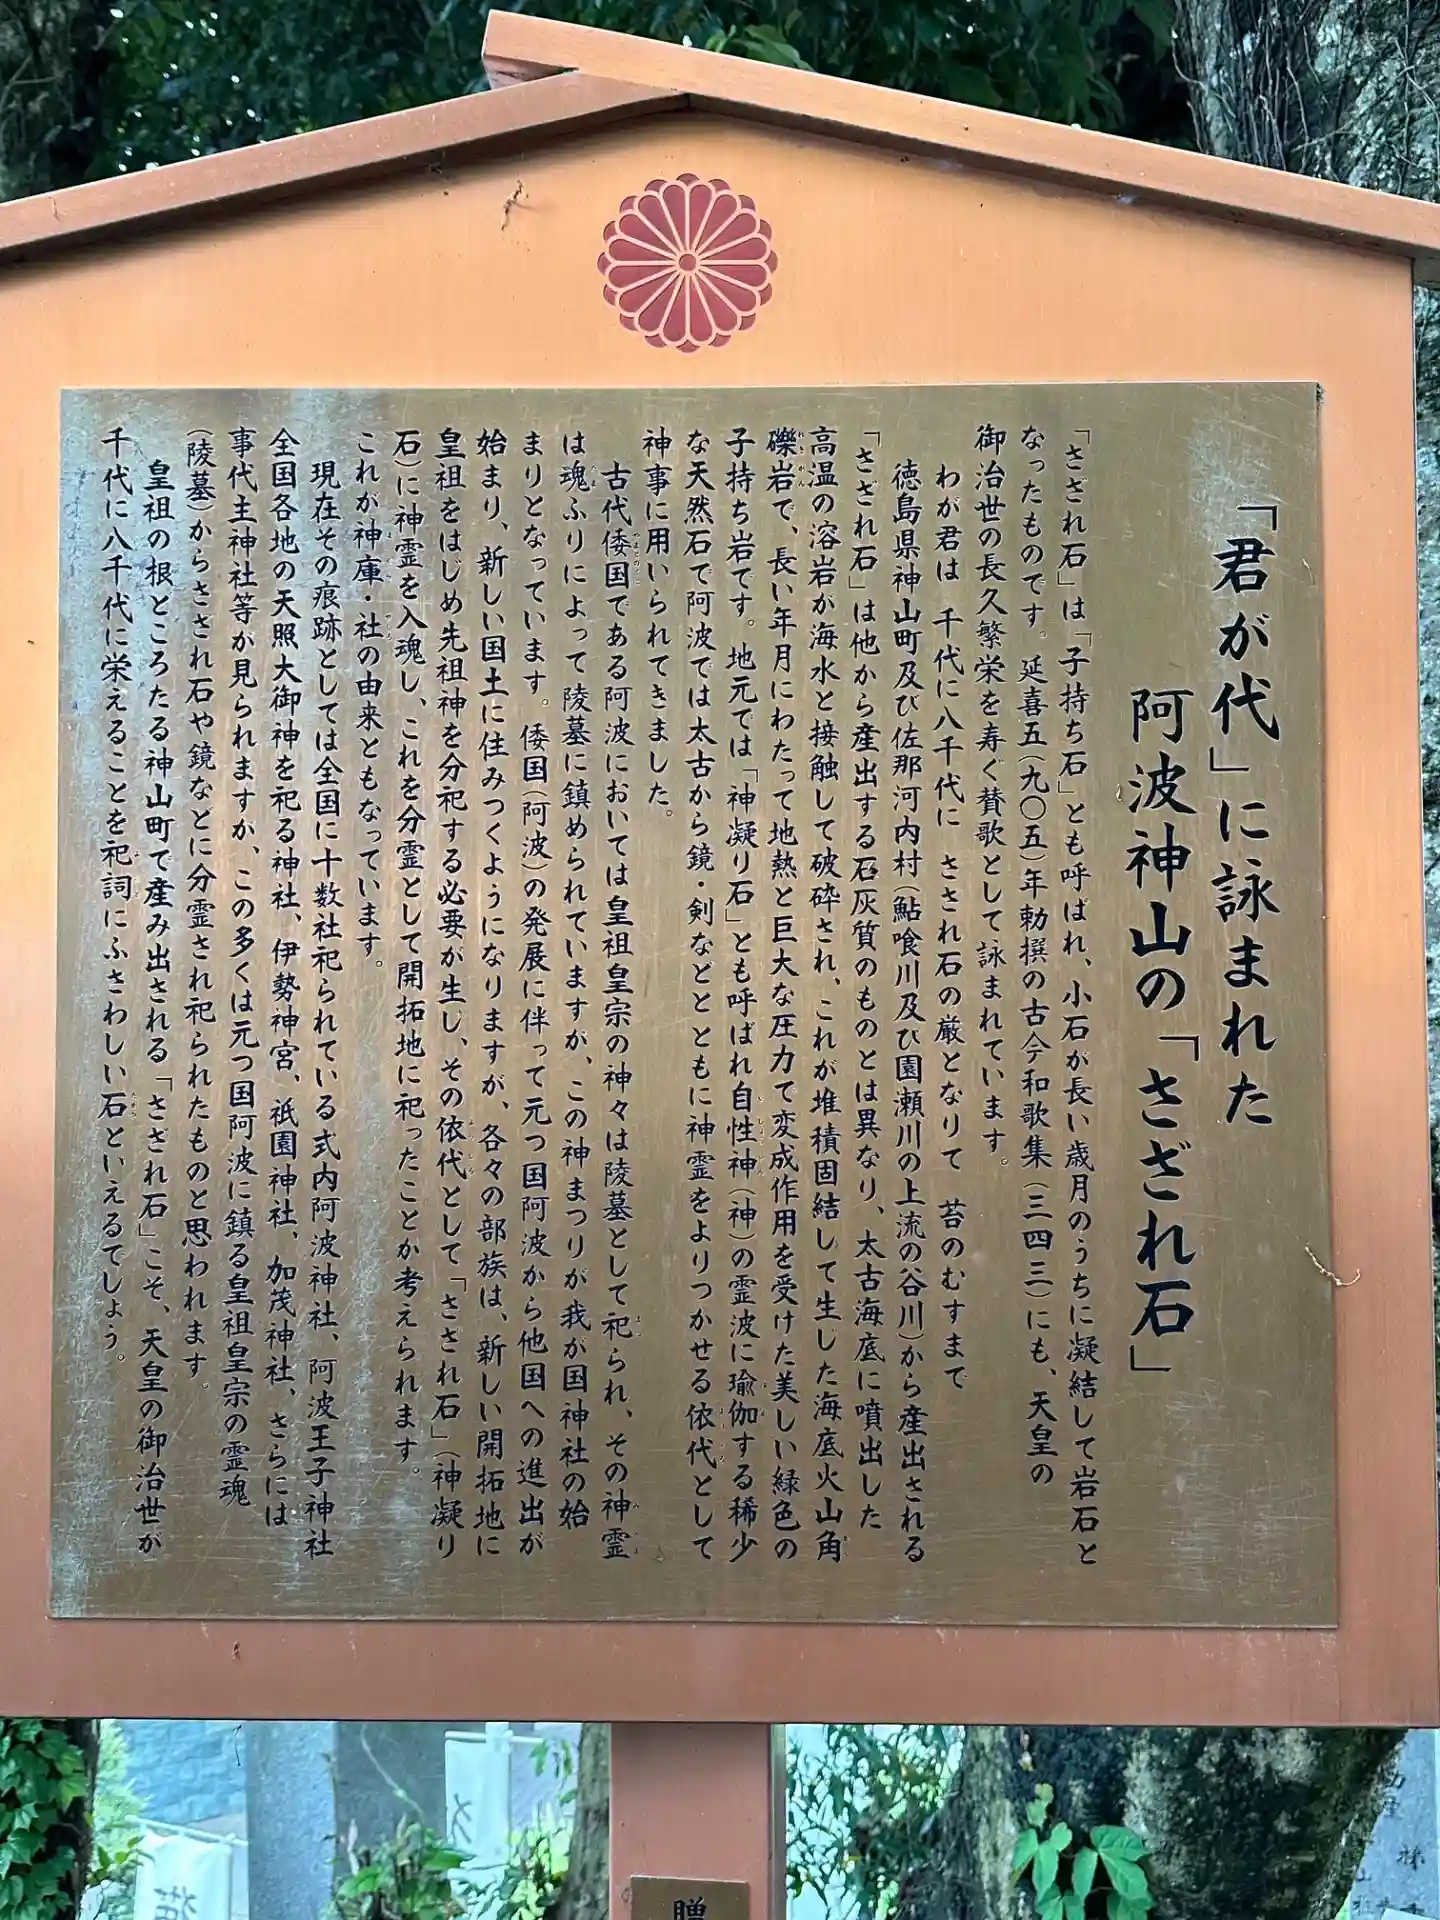 「君が代」に詠まれた
阿波神山の「さざれ石」
「さざれ石」は「子持ち石」とも呼ばれ、小石が長い歳月のうちに凝結して岩石と
なったものです。延喜五(九〇五)年勅撰の古今和歌集(三四三)にも、天皇の
御治世の長久繁栄を寿ぐ賛歌として詠まれています。
わが君は 千代に八千代に さされ石の厳となりて 苔のむすまで
徳島県神山町及び佐那河内村(鮎喰川及び園瀬川の上流の谷川)から産出される
「さざれ石」は他から産出する石灰質のものとは異なり、太古海底に噴出した
高温の溶岩が海水と接触して破砕され、これが堆積固結して生じた海底火山角
礫岩で、長い年月にわたって地熱と巨大な圧力て変成作用を受けた美しい緑色の
子持ち岩です。地元では「神凝り石」とも呼ばれ自性神(神)の霊波に瑜伽する稀少
な天然石で阿波では太古から鏡・剣などとともに神霊をよりつかせる依代として
神事に用いられてきました。
古代倭国である阿波においては皇祖皇宗の神々は陵墓として祀られ、その神霊
は魂ふりによって陵墓に鎮められていますが、この神まつりが我が国神社の始
まりとなっています。倭国(阿波)の発展に伴って元つ国阿波から他国への進出が
始まり、新しい国土に住みつくようになりますが、各々の部族は、新しい開拓地に
皇祖をはじめ先祖神を分祀する必要が生し、その依代として「さされ石」(神凝り
石)に神霊を入魂し、これを分霊として開拓地に祀ったことか考えられます。
これが神庫・社の由来ともなっています。
現在その痕跡としては全国に十数社祀られている式内阿波神社、阿波王子神社
全国各地の天照大御神を祀る神社、伊勢神宮、祇園神社、加茂神社、さらには
事代主神社等が見られますか、この多くは元つ国阿波に鎮る皇祖皇宗の霊魂
(陵墓)からさされ石や鏡などに分霊され祀られたものと思われます。
皇祖の根ところたる神山町で産み出される「さざれ石」こそ、天皇の御治世が
千代に八千代に栄えることを祀詞にふさわしい石といえるてしょう。
贈